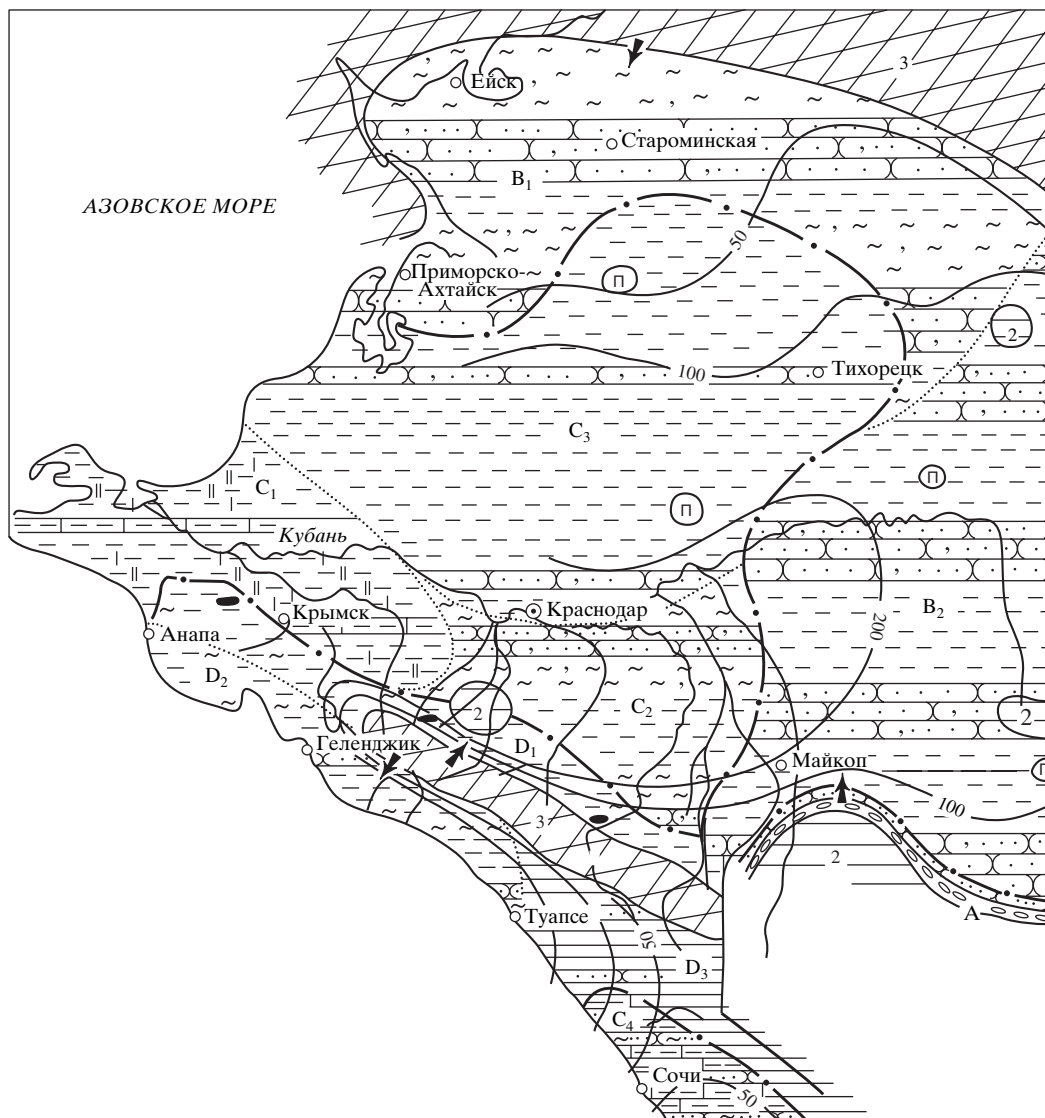 3
Ейск
Староминская
B₁
АЗОВСКОЕ МОРЕ
50
Приморско-
Ахтайск
П
2
100
Тихорецк
C₃
П
C₁
П
Кубань
Краснодар
B₂
Крымск
200
Анапа
D₂
C₂
2
2
Геленджик
D₁
Майкоп
П
100
3
2
A
Туапсе
50
D₃
C₄
Сочи
50